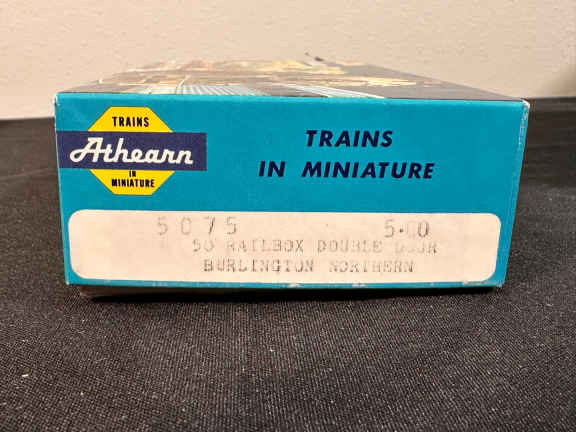 TRAINS
Athearn
IN
MINIATURE
TRAINS
IN MINIATURE
5075 5.00
50 RAILBOX DOUBLE DOOR
BURLINGTON NORTHERN